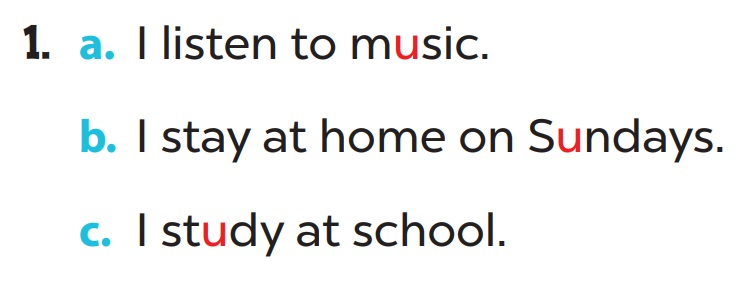 1. a. I listen to music.
b. I stay at home on Sundays.
c. I study at school.